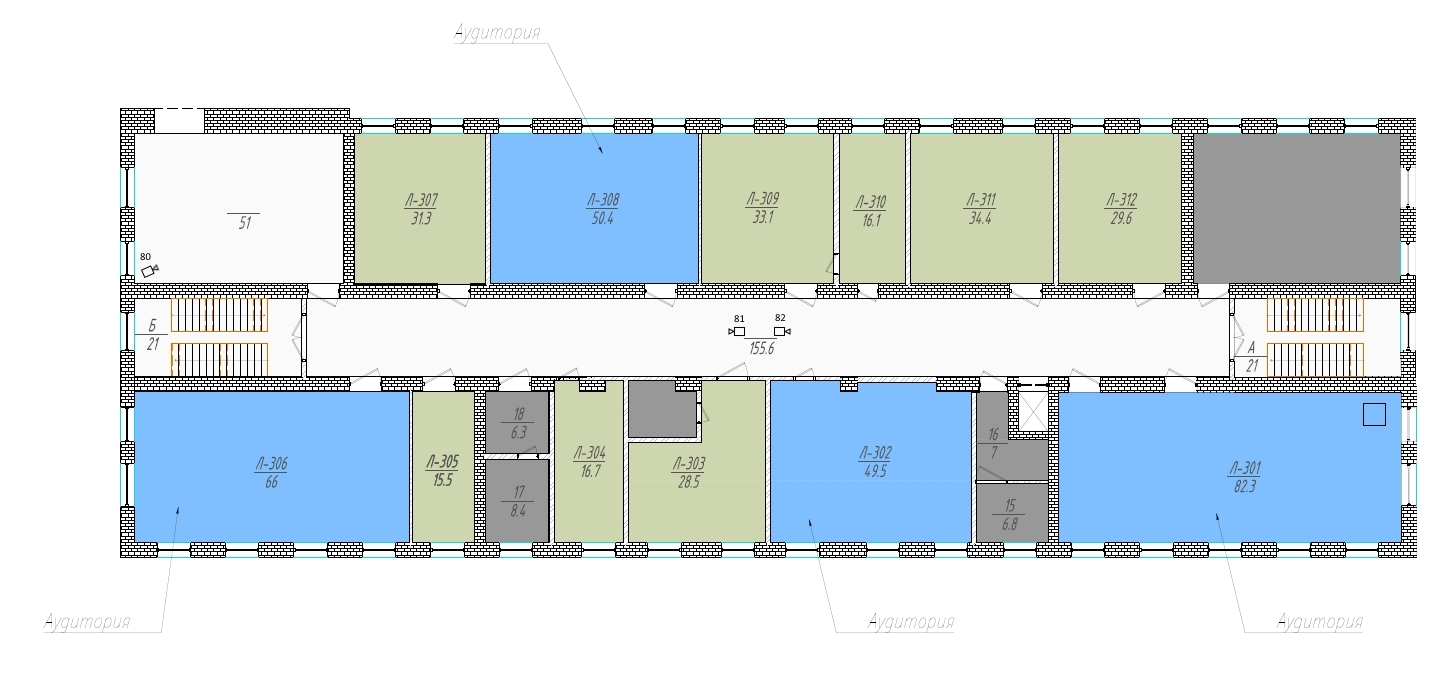 Аудитория
Л-307
31.3
Л-308
50.4
Л-309
33.1
Л-310
16.1
Л-311
34.4
Л-312
29.6
51
80
Б
21
81
82
155.6
А
21
Л-306
66
Л-305
15.5
18
6.3
17
8.4
Л-304
16.7
Л-303
28.5
Л-302
49.5
16
7
15
6.8
Л-301
82.3
Аудитория
Аудитория
Аудитория